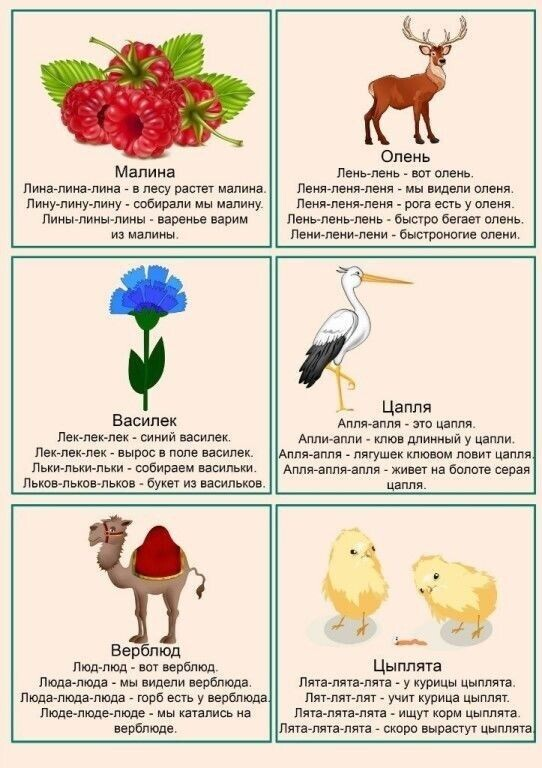 Малина
Лина-лина-лина - в лесу растет малина.
Лину-лину-лину - собирали мы малину.
Лины-лины-лины - варенье варим
из малины.
Олень
Лень-лень - вот олень.
Леня-леня-леня - мы видели оленя.
Леня-леня-леня - рога есть у оленя.
Лень-лень-лень - быстро бегает олень.
Лени-лени-лени - быстроногие олени.
Василек
Лек-лек-лек - синий василек.
Лек-лек-лек - вырос в поле василек.
Льки-льки-льки - собираем васильки.
Льков-льков-льков - букет из васильков.
Цапля
Апля-апля - это цапля.
Апли-апли - клюв длинный у цапли.
Апля-апля - лягушек клювом ловит цапля.
Апля-апля-апля - живет на болоте серая
цапля.
Верблюд
Люд-люд - вот верблюд.
Люда-люда - мы видели верблюда.
Люда-люда-люда - горб есть у верблюда.
Люде-люде-люде - мы катались на
верблюде.
Цыплята
Лята-лята-лята - у курицы цыплята.
Лят-лят-лят - учит курица цыплят.
Лята-лята-лята - ищут корм цыплята.
Лята-лята-лята - скоро вырастут цыплята.